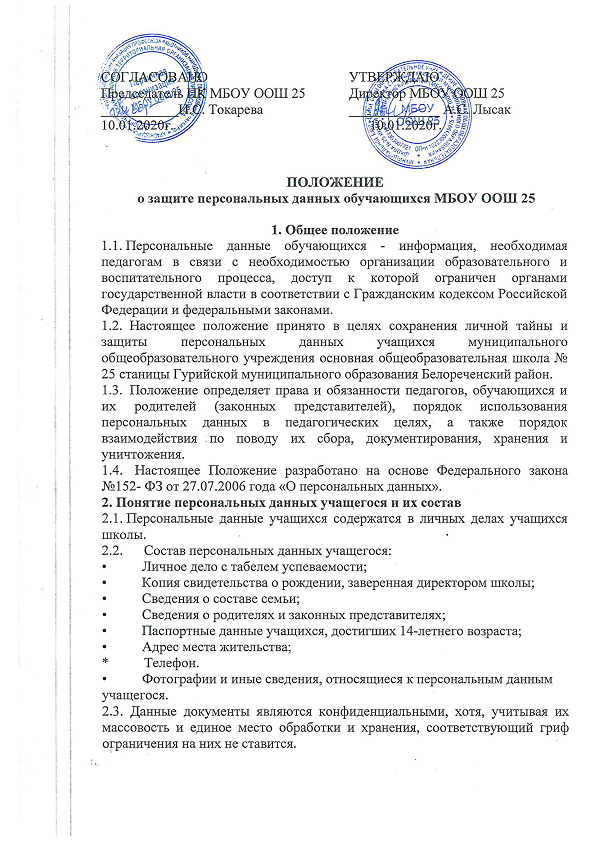 СОГЛАСОВАНО
Председатель ПК МБОУ ООШ 25
И.С. Токарева
10.01.2020г.
УТВЕРЖДАЮ
Директор МБОУ ООШ 25
А.Г. Лысак
10.01.2020г.
МБОУ
ООШ 25
ПОЛОЖЕНИЕ
о защите персональных данных обучающихся МБОУ ООШ 25
1. Общее положение
1.1. Персональные данные обучающихся - информация, необходимая
педагогам в связи с необходимостью организации образовательного и
воспитательного процесса, доступ к которой ограничен органами
государственной власти в соответствии с Гражданским кодексом Российской
Федерации и федеральными законами.
1.2. Настоящее положение принято в целях сохранения личной тайны и
защиты персональных данных учащихся муниципального
общеобразовательного учреждения основная общеобразовательная школа №
25 станицы Гурийской муниципального образования Белореченский район.
1.3. Положение определяет права и обязанности педагогов, обучающихся и
их родителей (законных представителей), порядок использования
персональных данных в педагогических целях, а также порядок
взаимодействия по поводу их сбора, документирования, хранения и
уничтожения.
1.4. Настоящее Положение разработано на основе Федерального закона
№152- ФЗ от 27.07.2006 года «О персональных данных».
2. Понятие персональных данных учащегося и их состав
2.1. Персональные данные учащихся содержатся в личных делах учащихся
школы.
2.2. Состав персональных данных учащегося:
• Личное дело с табелем успеваемости;
• Копия свидетельства о рождении, заверенная директором школы;
• Сведения о составе семьи;
• Сведения о родителях и законных представителях;
• Паспортные данные учащихся, достигших 14-летнего возраста;
• Адрес места жительства;
* Телефон.
• Фотографии и иные сведения, относящиеся к персональным данным
учащегося.
2.3. Данные документы являются конфиденциальными, хотя, учитывая их
массовость и единое место обработки и хранения, соответствующий гриф
ограничения на них не ставится.